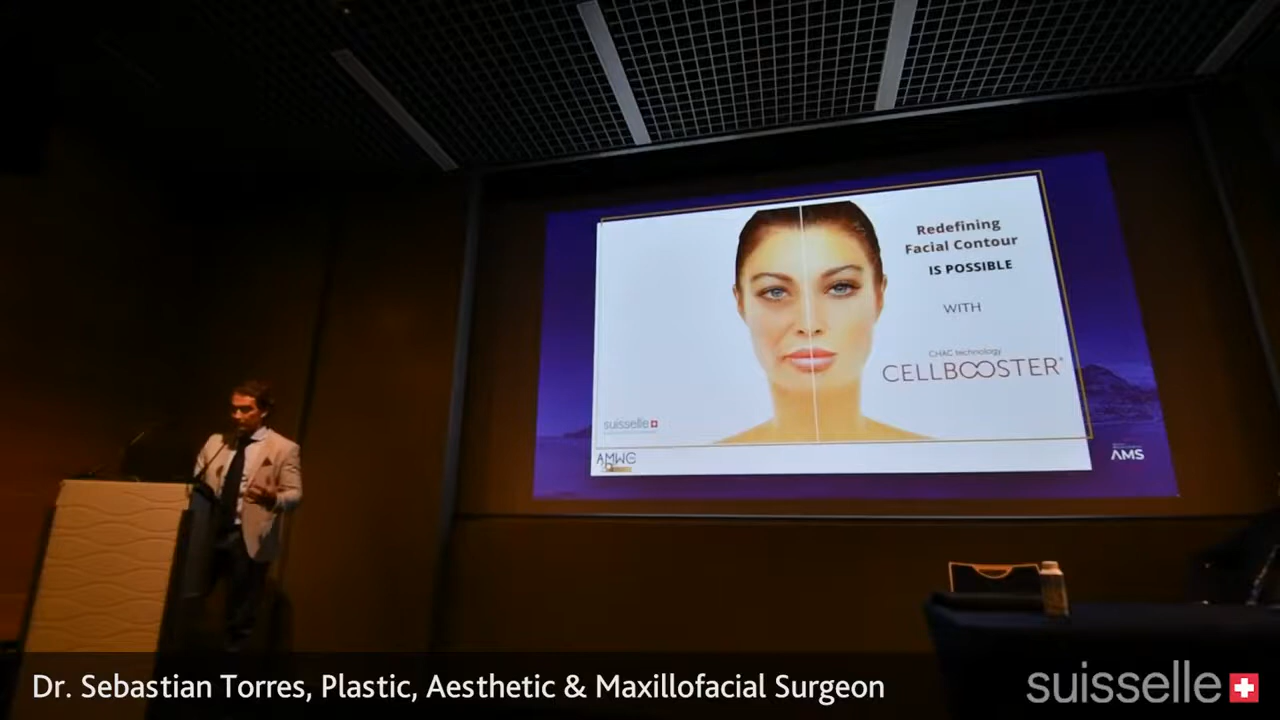 Redefining
Facial Contour
IS POSSIBLE
WITH
CHAC technology
CELLBOOSTER®
suisselle
AMWC
AMS
Dr. Sebastian Torres, Plastic, Aesthetic & Maxillofacial Surgeon
suisselle